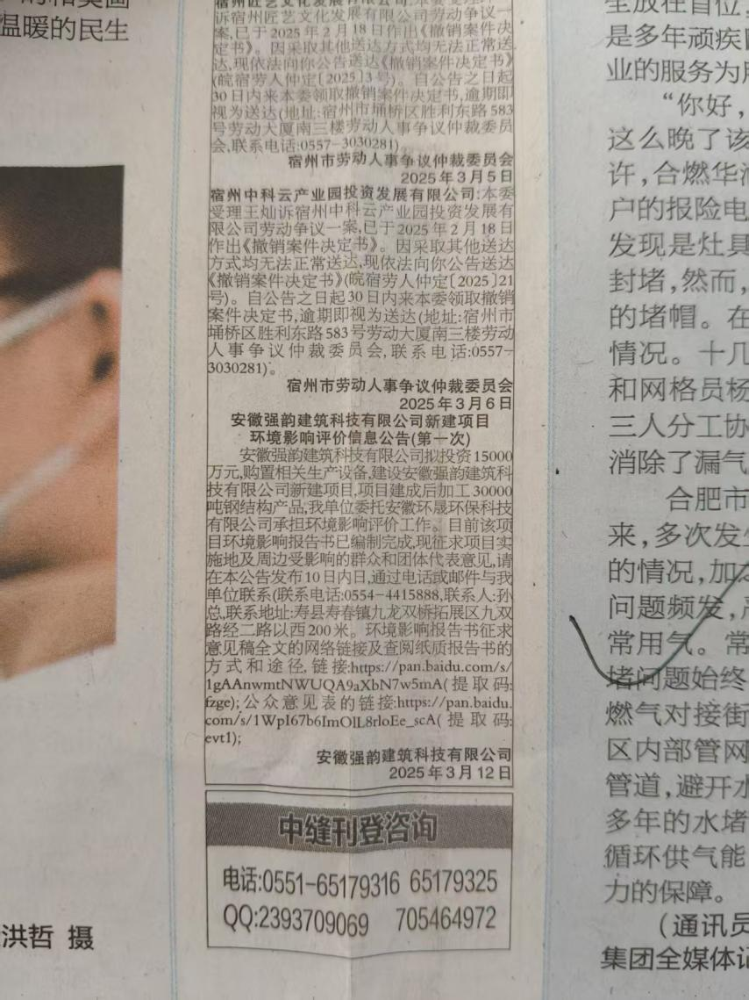 温暖的民生
洪哲 摄
诉宿州匠艺文化发展有限公司劳动争议一
案,已于2025年2月18日作出《撤销案件决
定书》。因采取其他送达方式均无法正常送
达,现依法向你公告送达《撤销案件决定书》
(皖宿劳人仲定〔2025〕3号)。自公告之日起
30日内来本委领取撤销案件决定书,逾期即
视为送达(地址:宿州市埇桥区胜利东路583
号劳动大厦南三楼劳动人事争议仲裁委员
会,联系电话:0557-3030281)
宿州市劳动人事争议仲裁委员会
2025年3月5日
宿州中科云产业园投资发展有限公司:本委
受理王灿诉宿州中科云产业园投资发展有
限公司劳动争议一案,已于2025年2月18日
作出《撤销案件决定书》。因采取其他送达
方式均无法正常送达,现依法向你公告送达
《撤销案件决定书》(皖宿劳人仲定〔2025〕21
号)。自公告之日起30日内来本委领取撤销
案件决定书,逾期即视为送达(地址:宿州市
埇桥区胜利东路583号劳动大厦南三楼劳动
人事争议仲裁委员会,联系电话:0557-
3030281)。
宿州市劳动人事争议仲裁委员会
2025年3月6日
安徽强韵建筑科技有限公司新建项目
环境影响评价信息公告(第一次)
安徽强韵建筑科技有限公司拟投资15000
万元,购置相关生产设备,建设安徽强韵建筑科
技有限公司新建项目,项目建成后加工30000
吨钢结构产品,我单位委托安徽环晟环保科技
有限公司承担环境影响评价工作。目前该项
目环境影响报告书已编制完成,现征求项目实
施地及周边受影响的群众和团体代表意见,请
在本公告发布10日内日,通过电话或邮件与我
单位联系(联系电话:0554-4415888,联系人:孙
总,联系地址:寿县寿春镇九龙双桥拓展区九双
路经二路以西200米。环境影响报告书征求
意见稿全文的网络链接及查阅纸质报告书的
方式和途径,链接:https://pan.baidu.com/s/
1gAAnwmtNWUQA9aXbN7w5mA(提取码:
fzge);公众意见表的链接:https://pan.baidu.
com/s/1WpI67b6ImOlL8rloEe_scA(提取码:
evt1);
安徽强韵建筑科技有限公司
2025年3月12日
中缝刊登咨询
电话:0551-65179316 65179325
QQ:2393709069 705464972
是多年顽疾
业的服务为
“你好,
这么晚了该
许,合燃华
户的报险电
发现是灶具
封堵,然而,
的堵帽。在
情况。十几
和网格员杨
三人分工协
消除了漏气
合肥市
来,多次发生
的情况,加
问题频发,
常用气。常
堵问题始终
燃气对接街
区内部管网
管道,避开水
多年的水堵
循环供气能
力的保障。
(通讯员
集团全媒体记